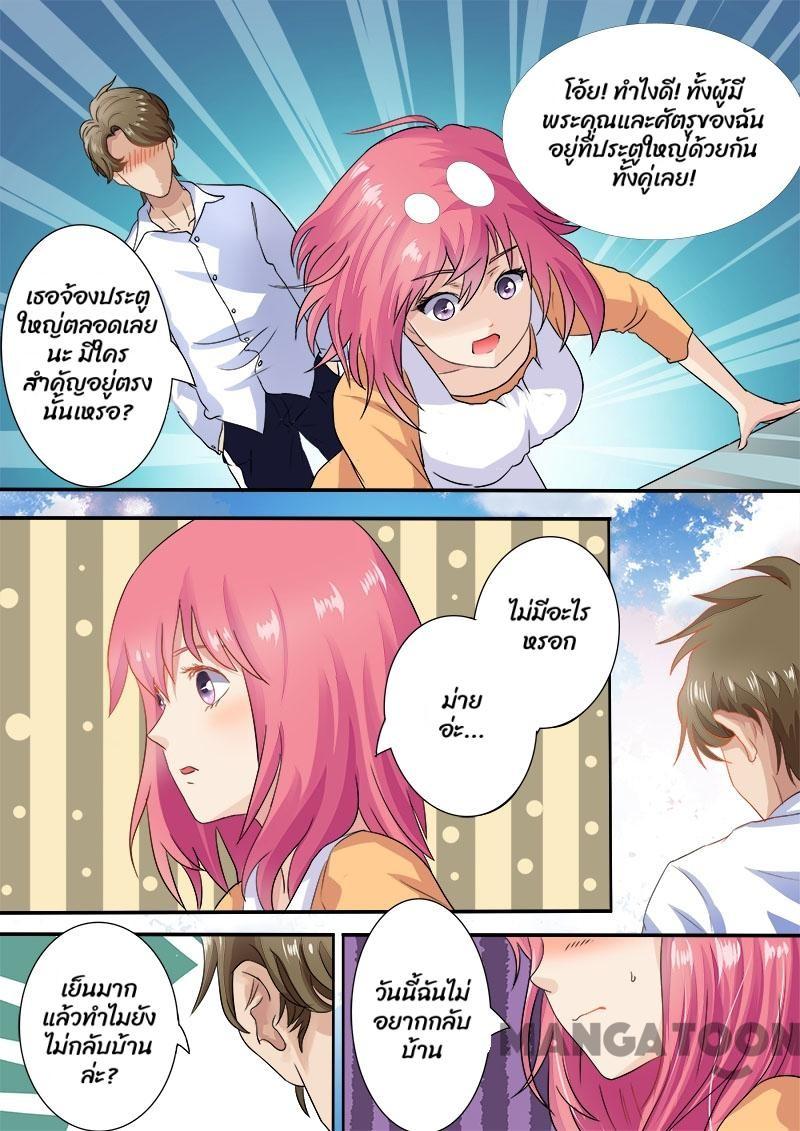 โอ้ย! ทำไงดี! ทั้งผู้มี
พระคุณและศัตรูของฉัน
อยู่ที่ประตูใหญ่ด้วยกัน
ทั้งคู่เลย!
เธอจ้องประตู
ใหญ่ตลอดเลย
นะ มีใคร
สำคัญอยู่ตรง
นั้นเหรอ?
ไม่มีอะไร
หรอก
ม่าย
อ่ะ...
เย็นมาก
แล้วทำไมยัง
ไม่กลับบ้าน
ล่ะ?
วันนี้ฉันไม่
อยากกลับ
บ้าน
MANGATOON